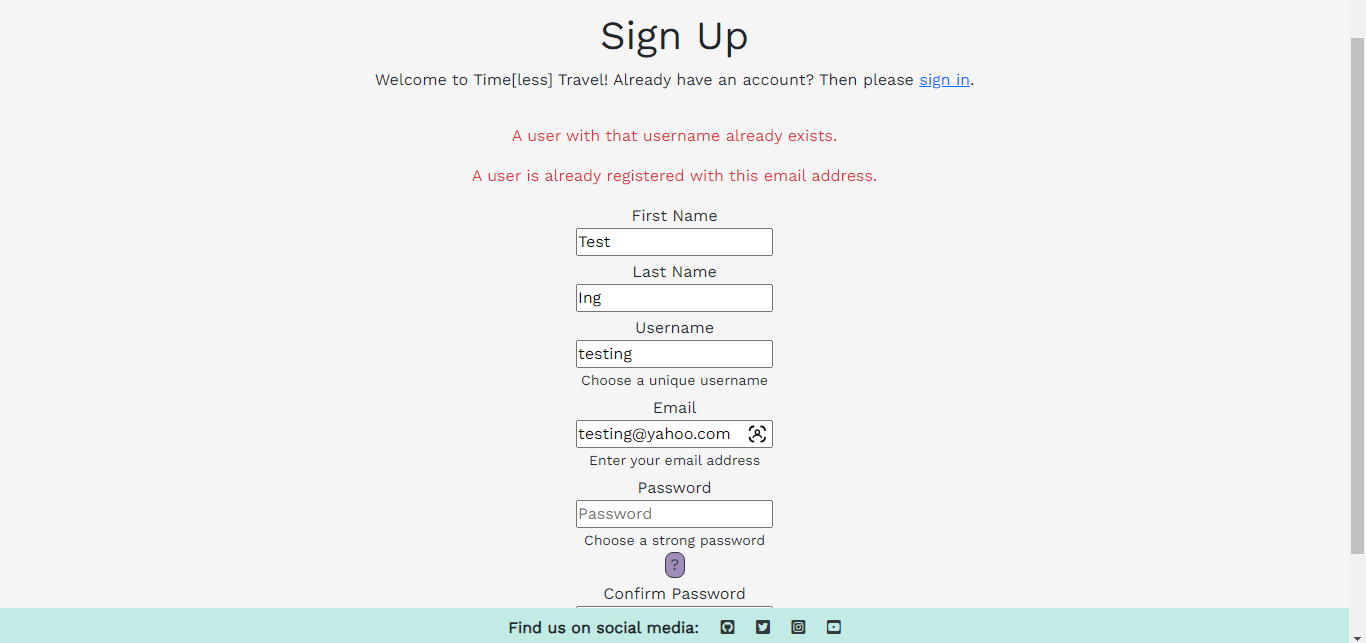 Sign Up
Welcome to Time[less] Travel! Already have an account? Then please sign in.
A user with that username already exists.
A user is already registered with this email address.
First Name
Test
Last Name
Ing
Username
testing
Choose a unique username
Email
testing@yahoo.com
Enter your email address
Password
Password
Choose a strong password
?
Confirm Password
Find us on social media: